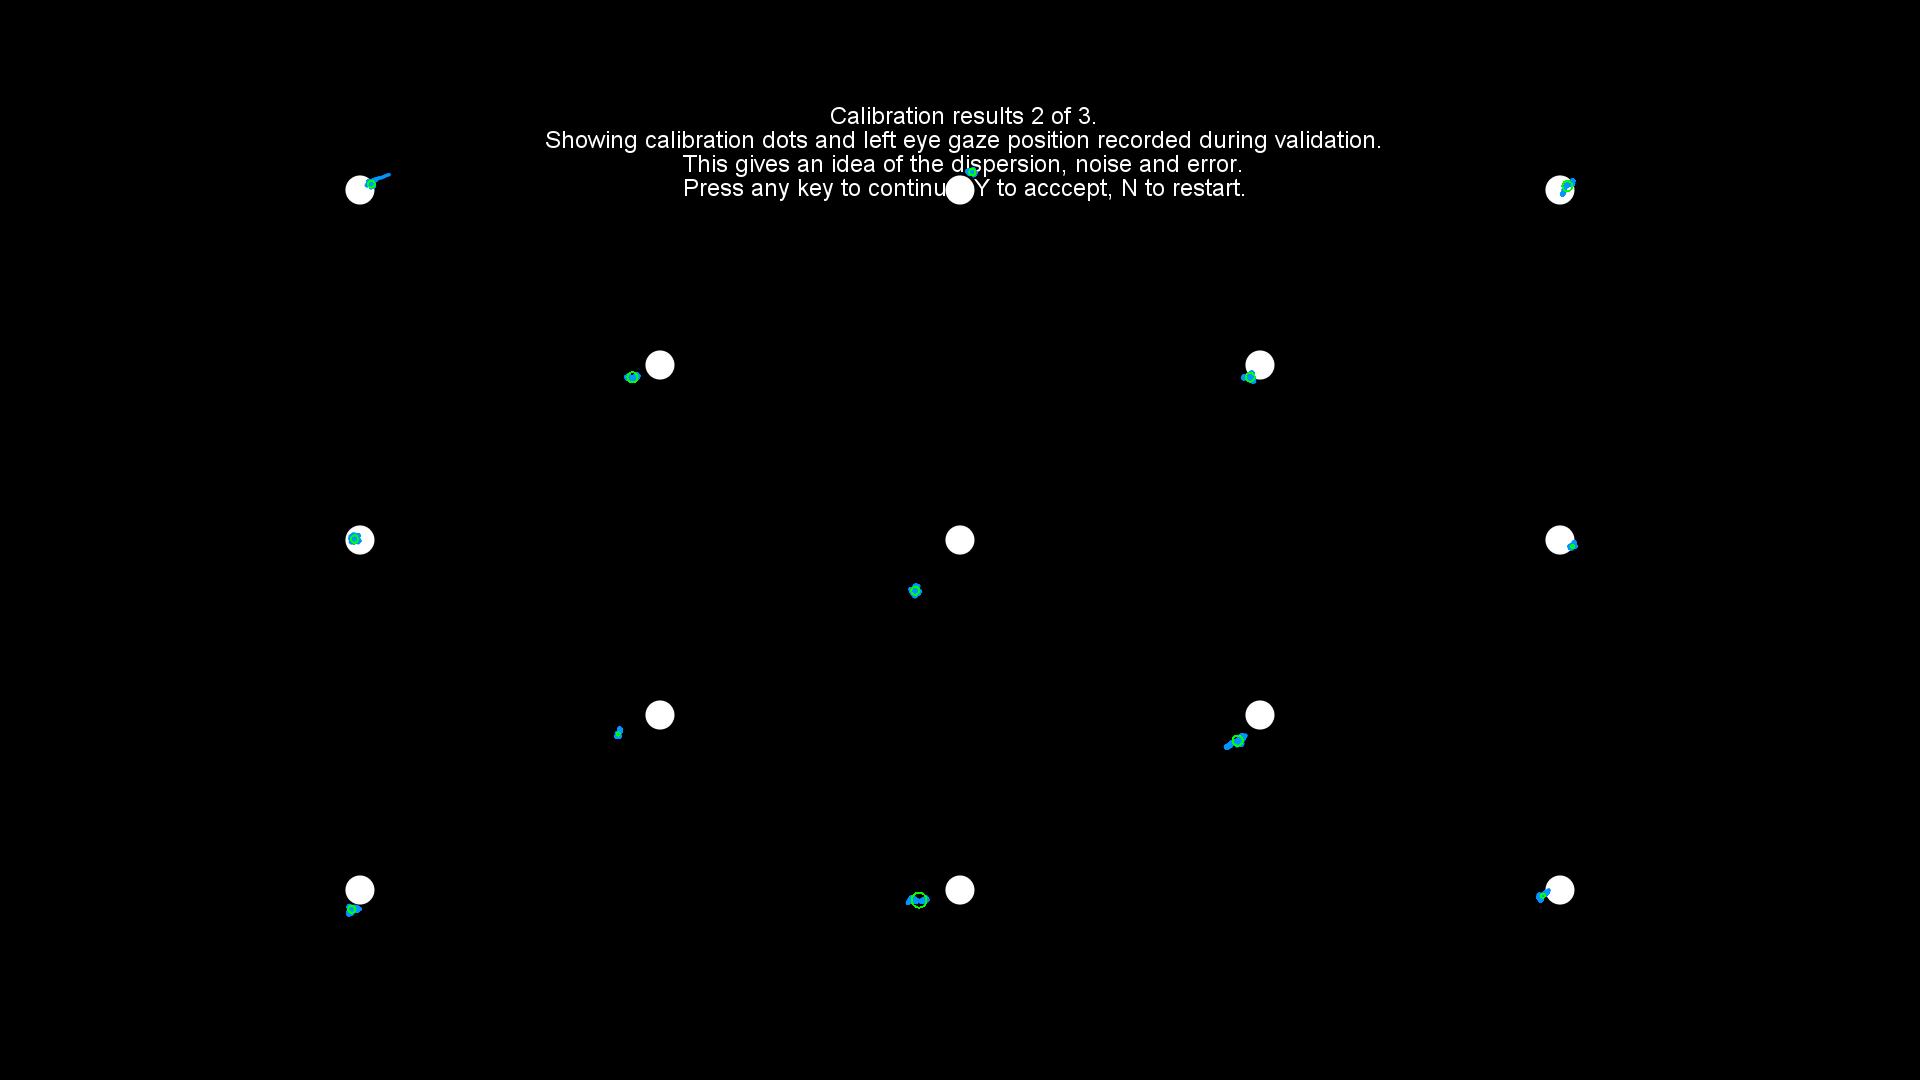 Calibration results 2 of 3.
Showing calibration dots and left eye gaze position recorded during validation.
This gives an idea of the dispersion, noise and error.
Press any key to continu Y to acccept, N to restart.